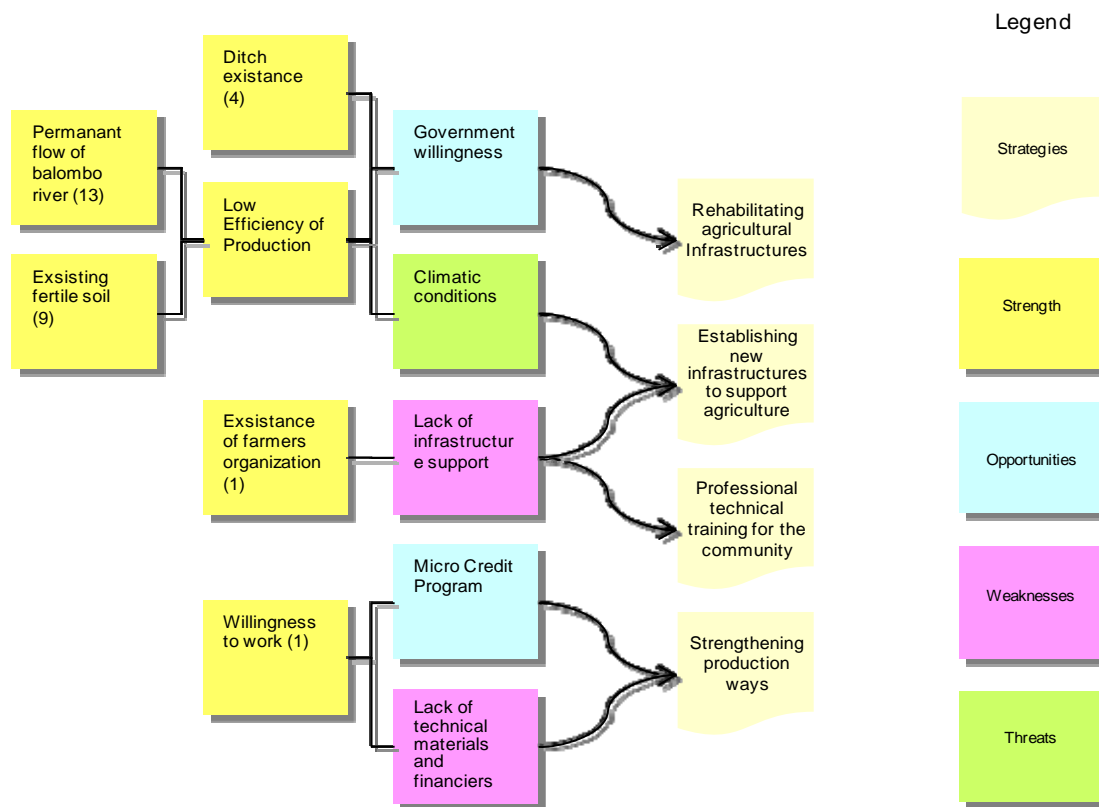 Legend
Ditch
existance
(4)
Permanant
flow of
balombo
river (13)
Government
willingness
Strategies
Low
Efficiency of
Production
Rehabilitating
agricultural
Infrastructures
Exsisting
fertile soil
(9)
Climatic
conditions
Strength
Establishing
new
infrastructures
to support
agriculture
Exsistance
of farmers
organization
(1)
Lack of
infrastructur
e support
Opportunities
Professional
technical
training for the
community
Micro Credit
Program
Weaknesses
Willingness
to work (1)
Strengthening
production
ways
Lack of
technical
materials
and
financiers
Threats